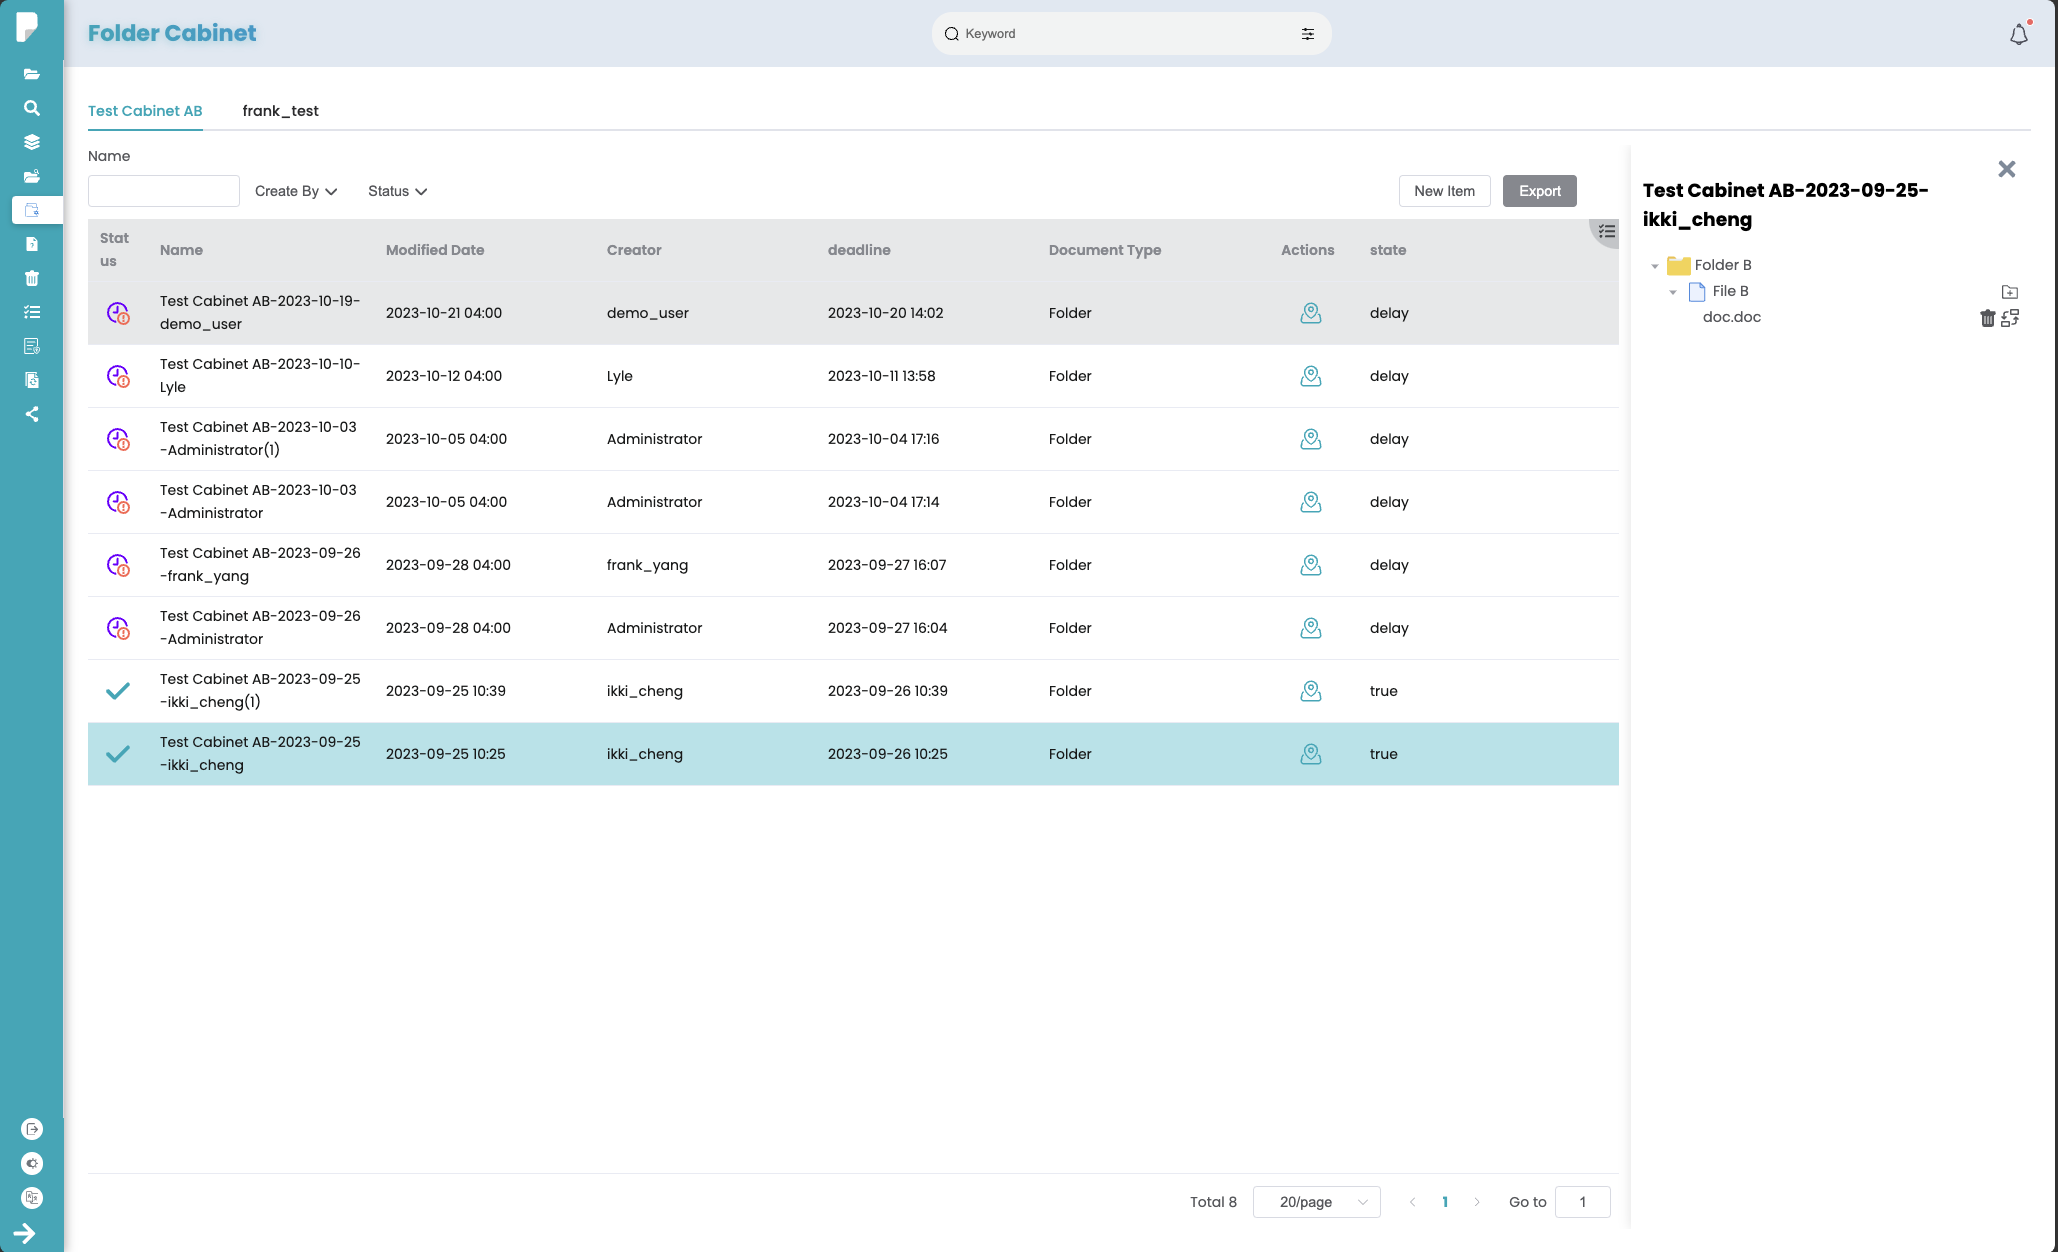 Folder Cabinet
Keyword
Test Cabinet AB
frank_test
Name
Create By
Status
New Item
Export
Stat
us
Name
Modified Date
Creator
deadline
Document Type
Actions
state
Test Cabinet AB-2023-10-19-
demo_user
2023-10-21 04:00
demo_user
2023-10-20 14:02
Folder
delay
Test Cabinet AB-2023-10-10-
Lyle
2023-10-12 04:00
Lyle
2023-10-11 13:58
Folder
delay
Test Cabinet AB-2023-10-03
-Administrator(1)
2023-10-05 04:00
Administrator
2023-10-04 17:16
Folder
delay
Test Cabinet AB-2023-10-03
-Administrator
2023-10-05 04:00
Administrator
2023-10-04 17:14
Folder
delay
Test Cabinet AB-2023-09-26
-frank_yang
2023-09-28 04:00
frank_yang
2023-09-27 16:07
Folder
delay
Test Cabinet AB-2023-09-26
-Administrator
2023-09-28 04:00
Administrator
2023-09-27 16:04
Folder
delay
Test Cabinet AB-2023-09-25
-ikki_cheng(1)
2023-09-25 10:39
ikki_cheng
2023-09-26 10:39
Folder
true
Test Cabinet AB-2023-09-25
-ikki_cheng
2023-09-25 10:25
ikki_cheng
2023-09-26 10:25
Folder
true
Total 8
20/page
1
Go to
1
Test Cabinet AB-2023-09-25-
ikki_cheng
Folder B
File B
doc.doc